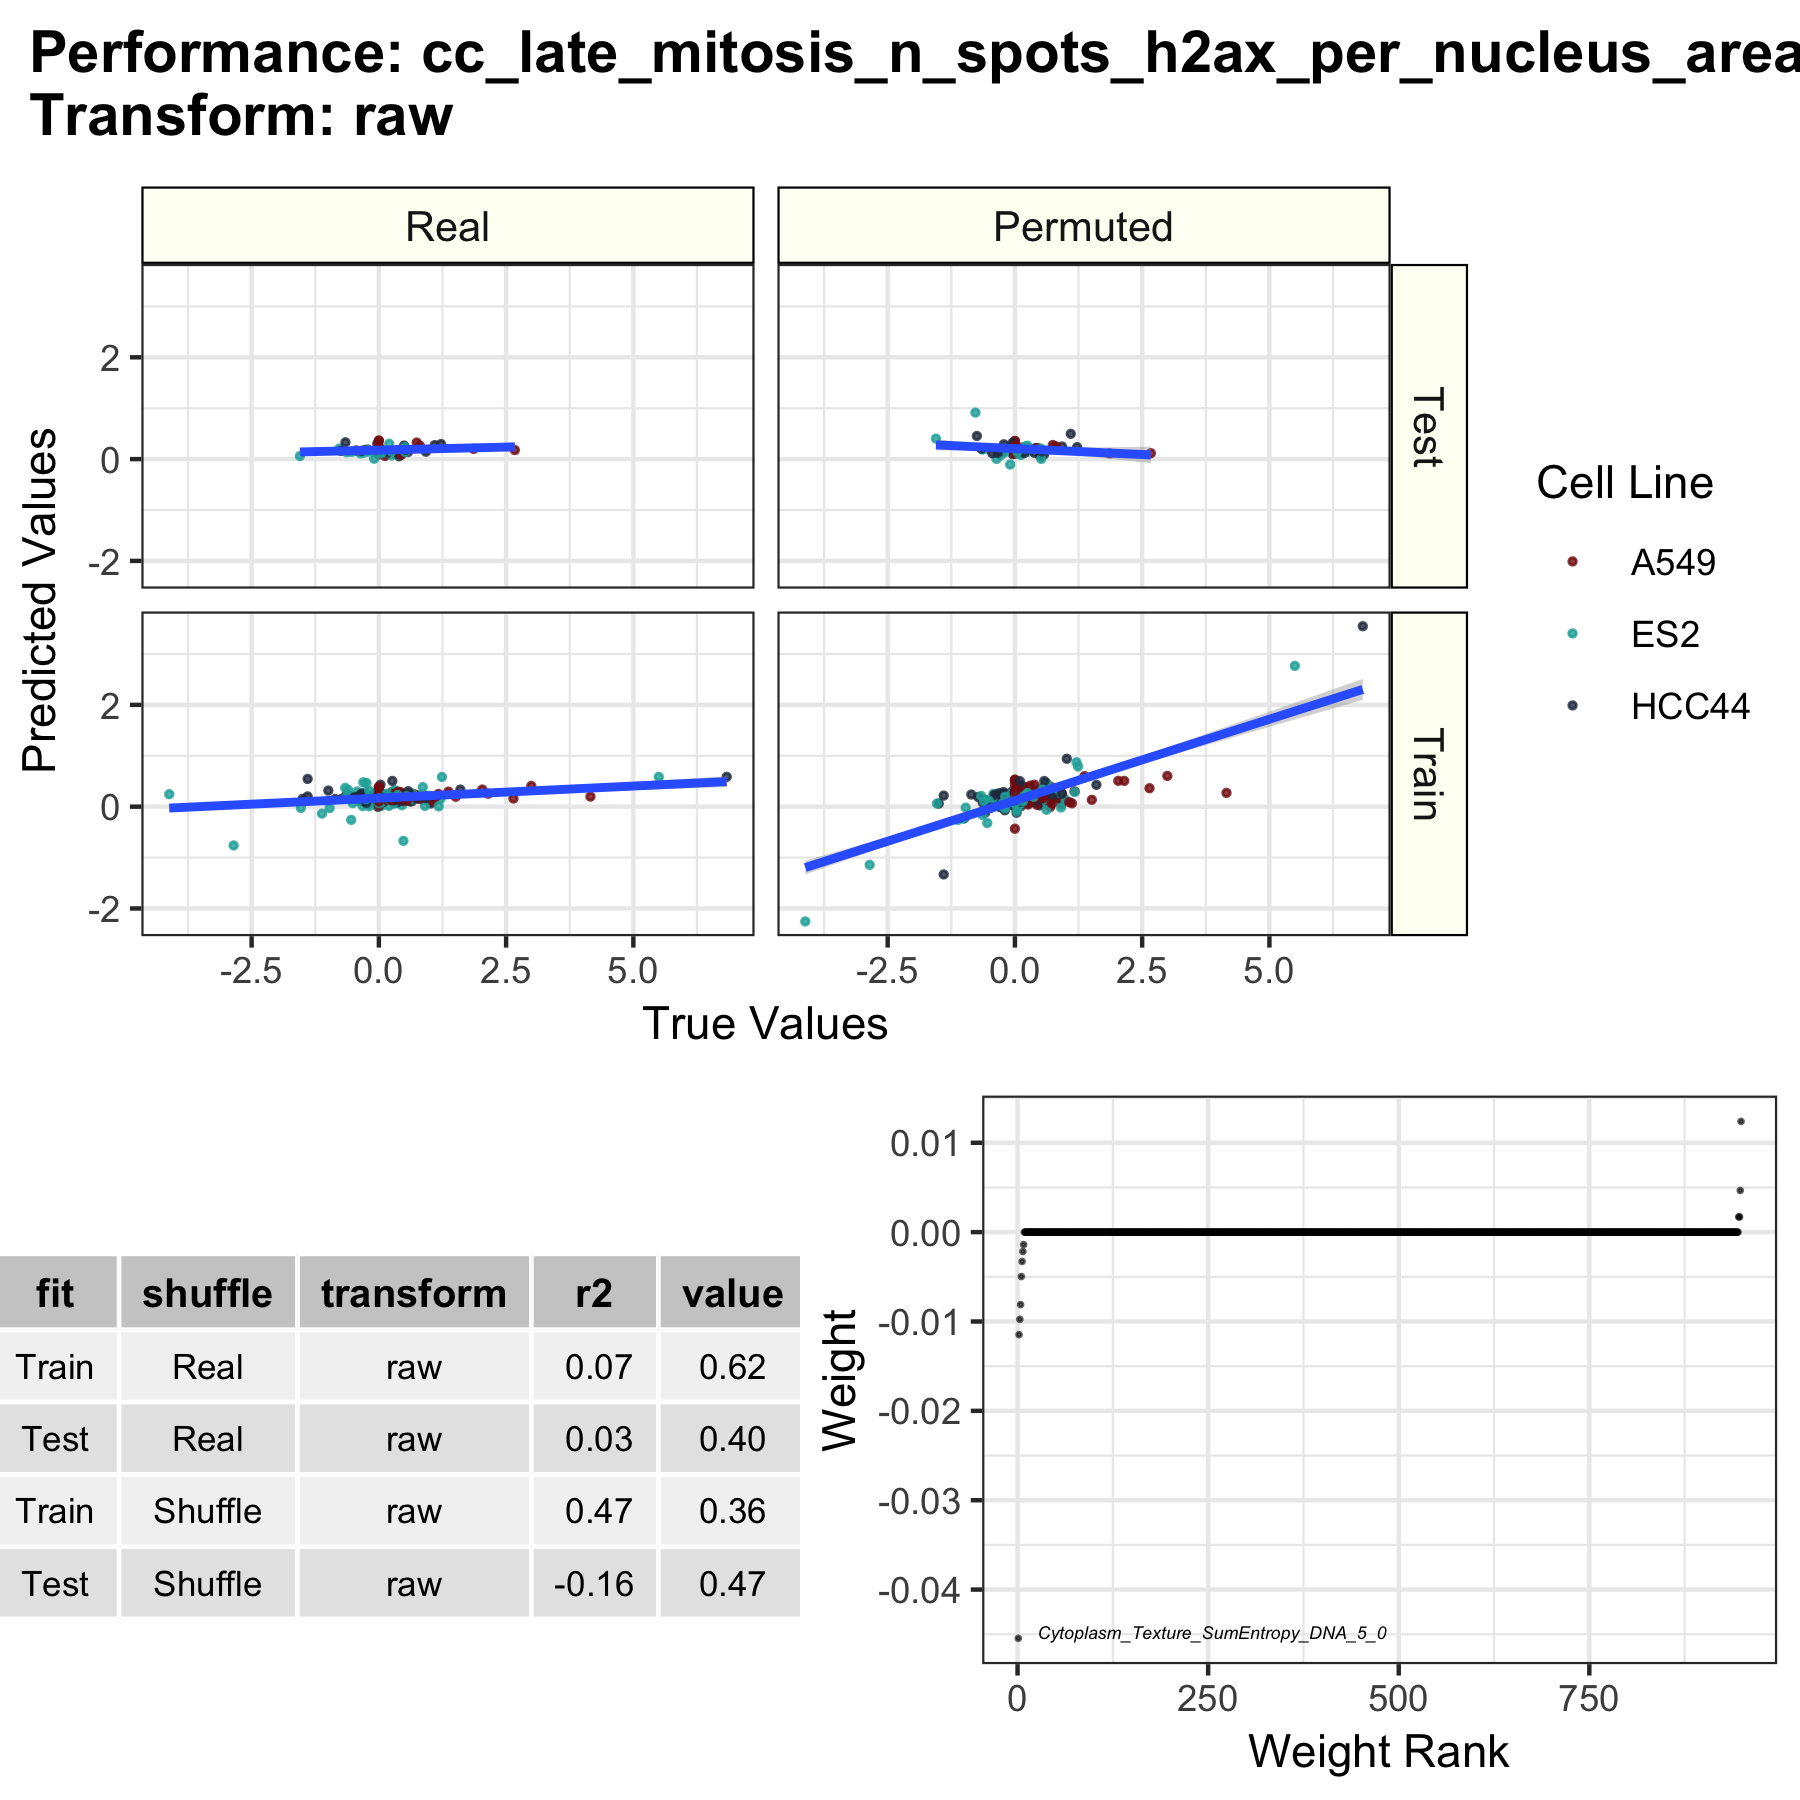 Performance: cc_late_mitosis_n_spots_h2ax_per_nucleus_area
Transform: raw
Real
Permuted
Test
Train
2
0
-2
2
0
-2
-2.5
0.0
2.5
5.0
-2.5
0.0
2.5
5.0
Predicted Values
True Values
Cell Line
A549
ES2
HCC44
fit shuffle transform r2 value
Train Real raw 0.07 0.62
Test Real raw 0.03 0.40
Train Shuffle raw 0.47 0.36
Test Shuffle raw -0.16 0.47
Weight
0.01
0.00
-0.01
-0.02
-0.03
-0.04
Cytoplasm_Texture_SumEntropy_DNA_5_0
0
250
500
750
Weight Rank